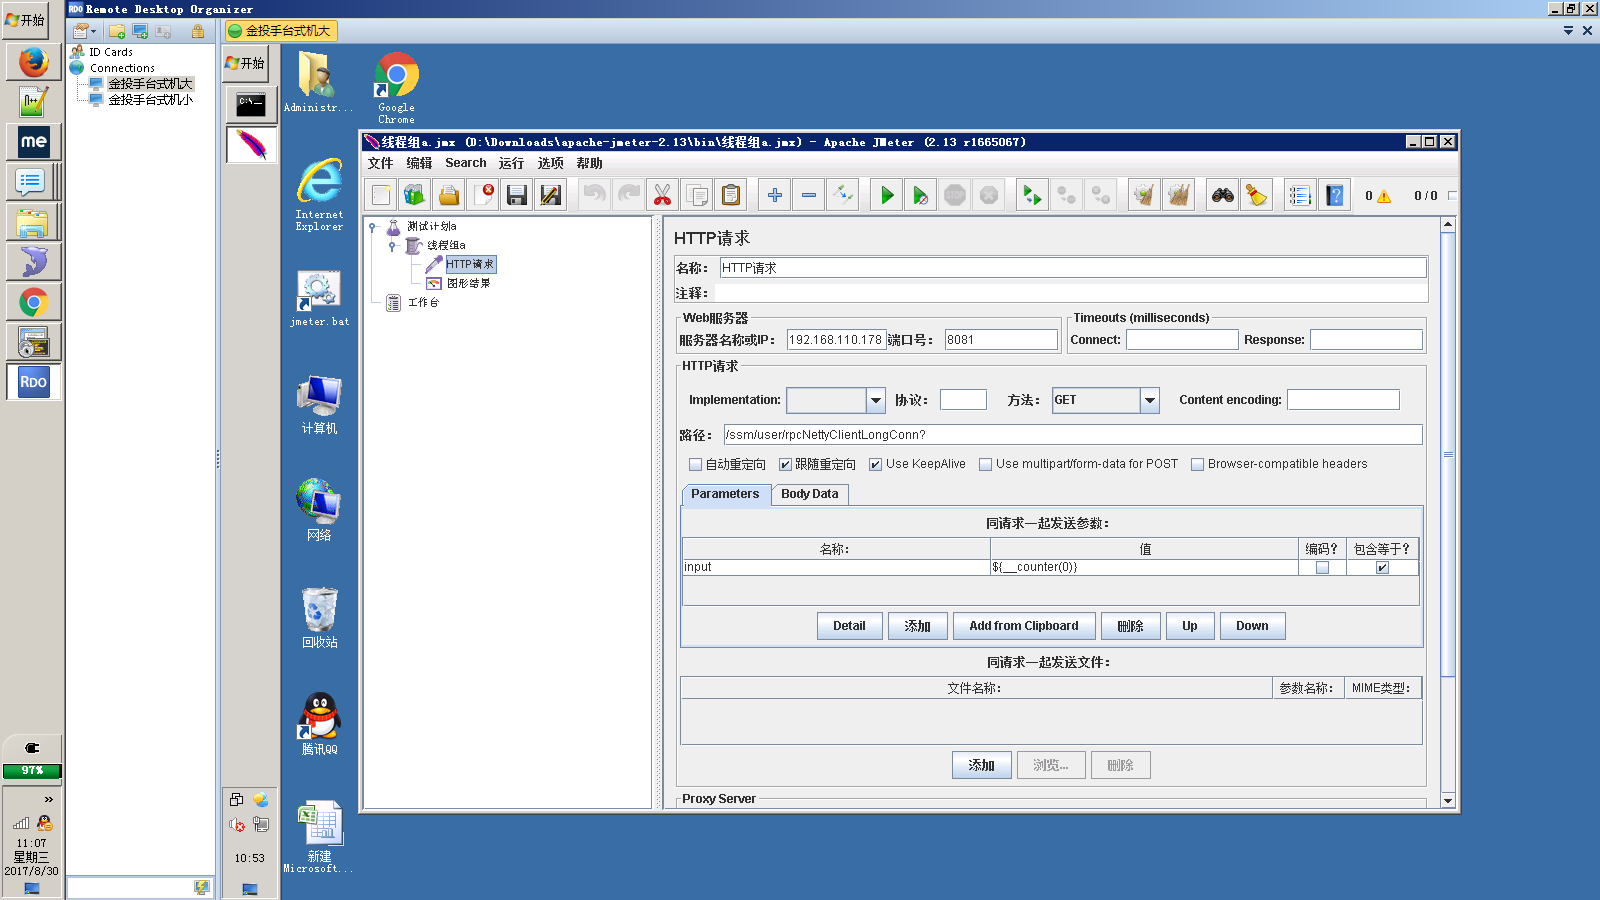 开始
RDO Remote Desktop Organizer
ID Cards
Connections
金投手台式机大
金投手台式机小
金投手台式机大
开始
C:\_
me
RDO
97%
11:07
星期三
2017/8/30
10:53
Administr...
Google
Chrome
Internet
Explorer
jmeter.bat
计算机
网络
回收站
腾讯QQ
新建
Microsoft...
线程组a.jmx (D:\Downloads\apache-jmeter-2.13\bin\线程组a.jmx) - Apache JMeter (2.13 r1665067)
文件 编辑 Search 运行 选项 帮助
STOP
0
0 / 0
测试计划a
线程组a
HTTP请求
图形结果
工作台
HTTP请求
名称： HTTP请求
注释：
Web服务器
服务器名称或IP： 192.168.110.178 端口号： 8081
Timeouts (milliseconds)
Connect: Response:
HTTP请求
Implementation: 协议： 方法： GET Content encoding:
路径： /ssm/user/rpcNettyClientLongConn?
自动重定向 跟随重定向 Use KeepAlive Use multipart/form-data for POST Browser-compatible headers
Parameters Body Data
同请求一起发送参数：
名称： 值 编码？ 包含等于？
input ${__counter(0)}
Detail 添加 Add from Clipboard 删除 Up Down
同请求一起发送文件：
文件名称： 参数名称： MIME类型：
添加 浏览... 删除
Proxy Server